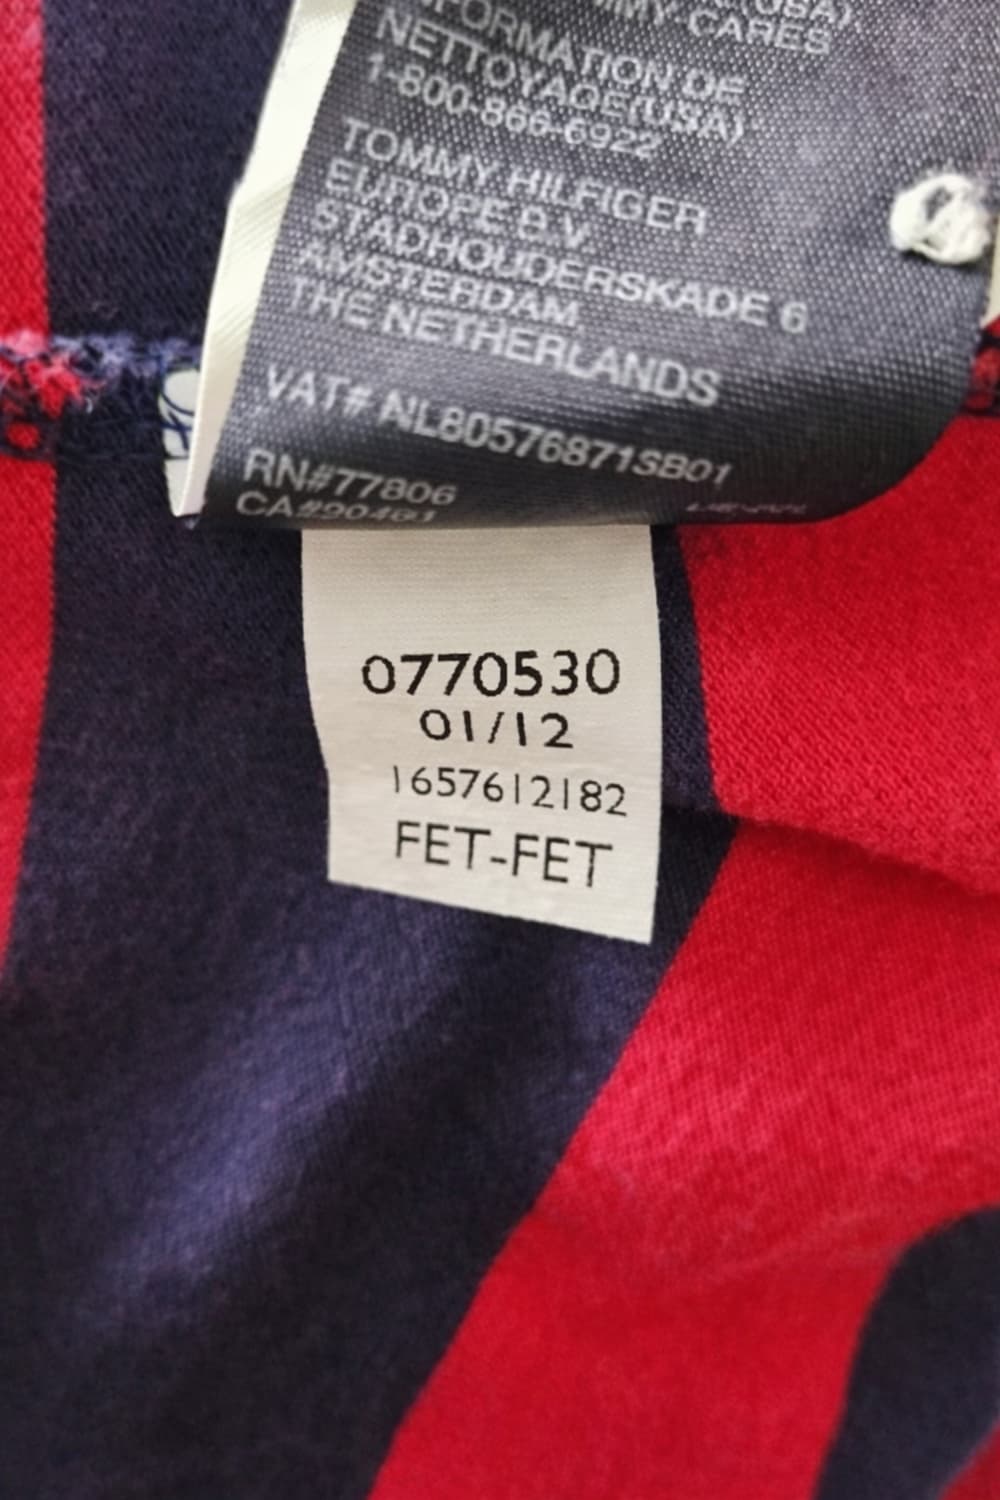 NETTOYAGE(USA)
1-800-866-6922
TOMMY HILFIGER
EUROPE B.V.
STADHOUDERSKADE 6
AMSTERDAM
THE NETHERLANDS
VAT# NL805768715B01
RN#77806
0770530
01/12
1657612182
FET-FET